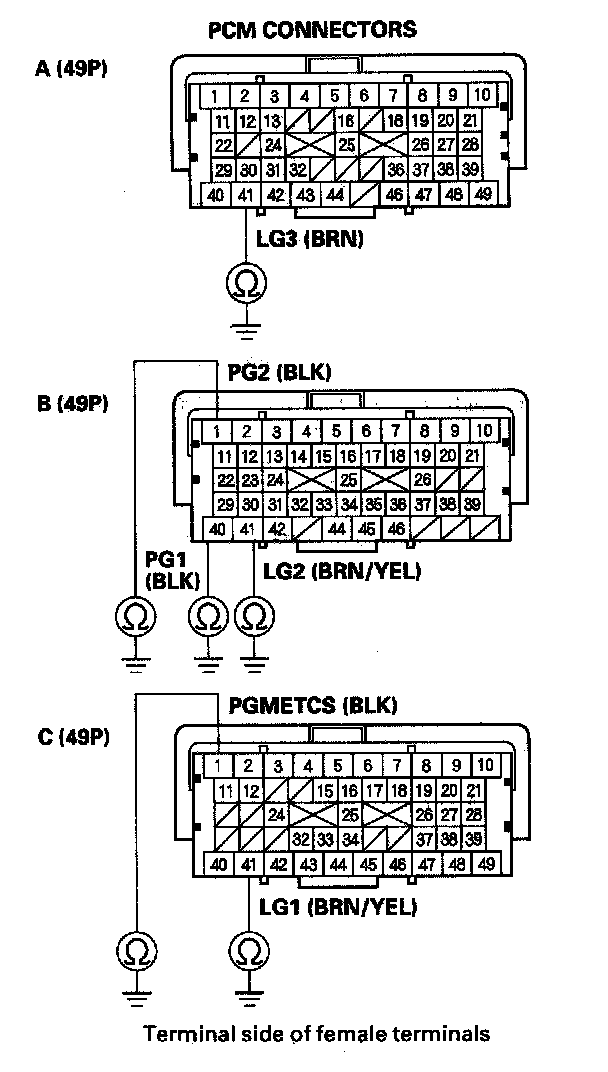 PCM CONNECTORS
A (49P)
1 2 3 4 5 6 7 8 9 10
11 12 13 16 18 19 20 21
22 24 25 26 27 28
29 30 31 32 36 37 38 39
40 41 42 43 44 46 47 48 49
LG3 (BRN)
Ω
PG2 (BLK)
B (49P)
1 2 3 4 5 6 7 8 9 10
11 12 13 14 15 16 17 18 19 20 21
22 23 24 25 26
29 30 31 32 33 34 35 36 37 38 39
40 41 42 44 45 46
PG1
(BLK)
LG2 (BRN/YEL)
Ω Ω Ω
PGMETCS (BLK)
C (49P)
1 2 3 4 5 6 7 8 9 10
11 12 15 16 17 18 19 20 21
24 25 26 27 28
32 33 34 37 38 39
40 41 42 43 44 45 46 47 48 49
LG1 (BRN/YEL)
Ω Ω
Terminal side of female terminals